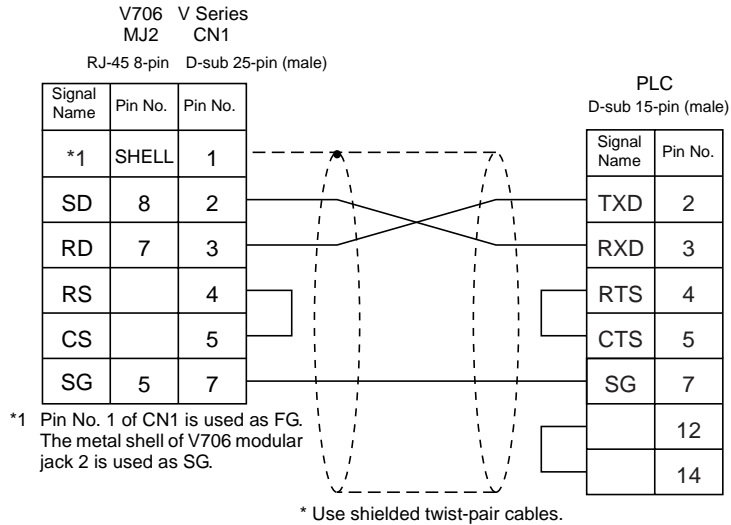 V706 V Series
MJ2 CN1
RJ-45 8-pin D-sub 25-pin (male)
Signal Name Pin No. Pin No.
*1 SHELL 1
SD 8 2
RD 7 3
RS 4
CS 5
SG 5 7
PLC
D-sub 15-pin (male)
Signal Name Pin No.
TXD 2
RXD 3
RTS 4
CTS 5
SG 7
12
14
*1 Pin No. 1 of CN1 is used as FG.
The metal shell of V706 modular
jack 2 is used as SG.
* Use shielded twist-pair cables.